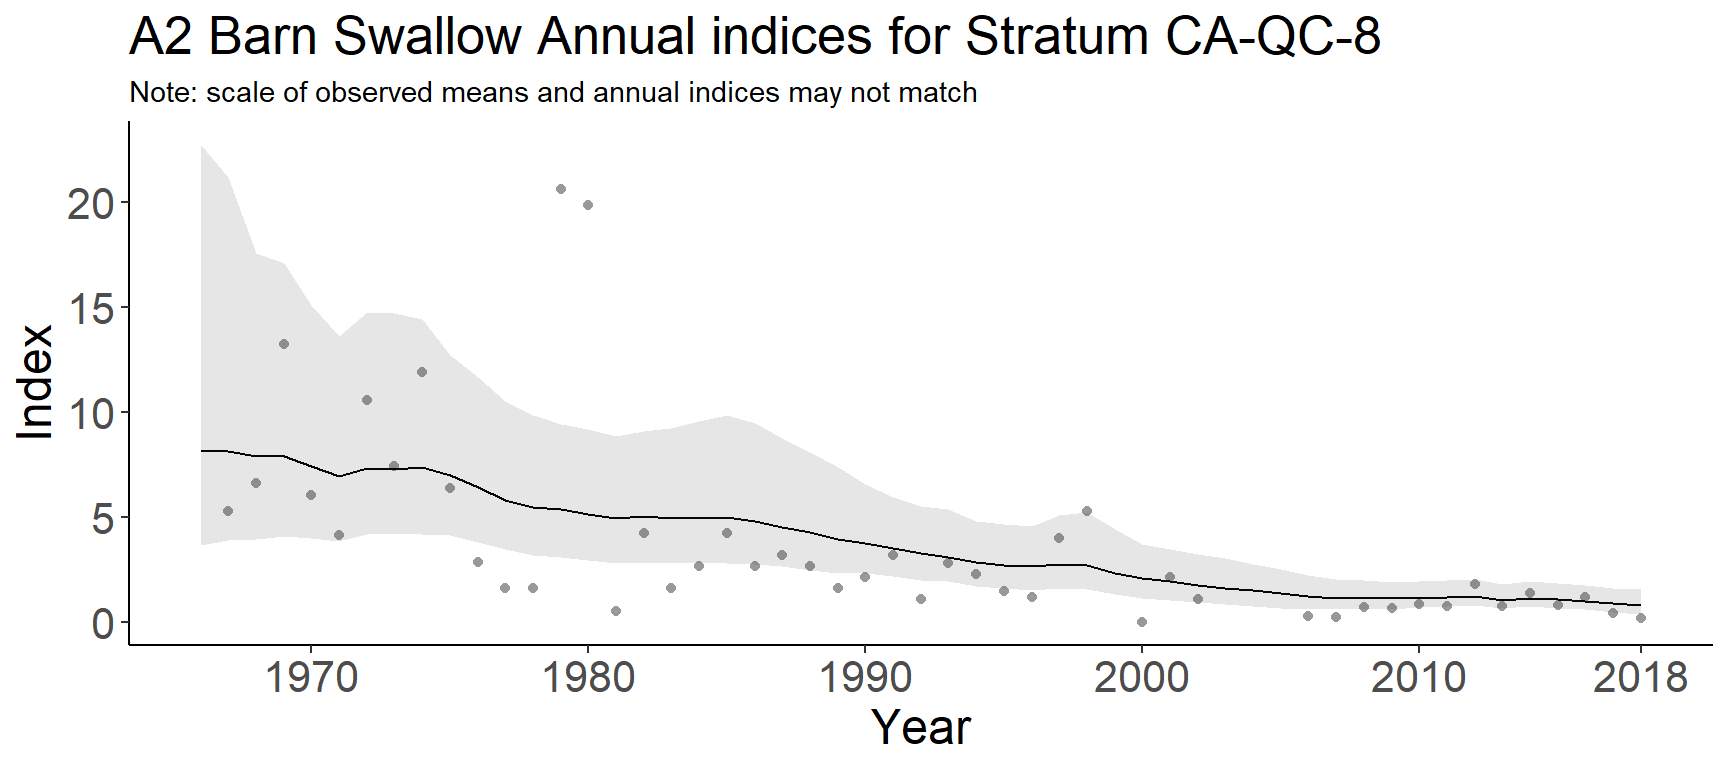 A2 Barn Swallow Annual indices for Stratum CA-QC-8
Note: scale of observed means and annual indices may not match
20
15
10
5
0
Index
1970 1980 1990 2000 2010 2018
Year